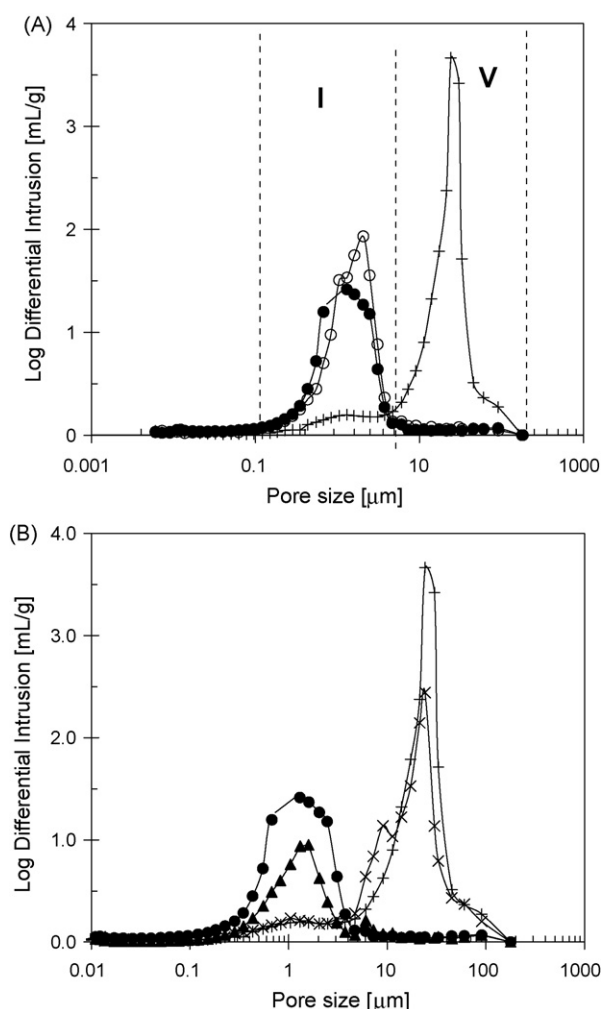 (A)
Log Differential Intrusion [mL/g]
4
3
2
1
0
I
V
0.001
0.1
10
1000
Pore size [μm]
(B)
Log Differential Intrusion [mL/g]
4.0
3.0
2.0
1.0
0.0
0.01
0.1
1
10
100
1000
Pore size [μm]